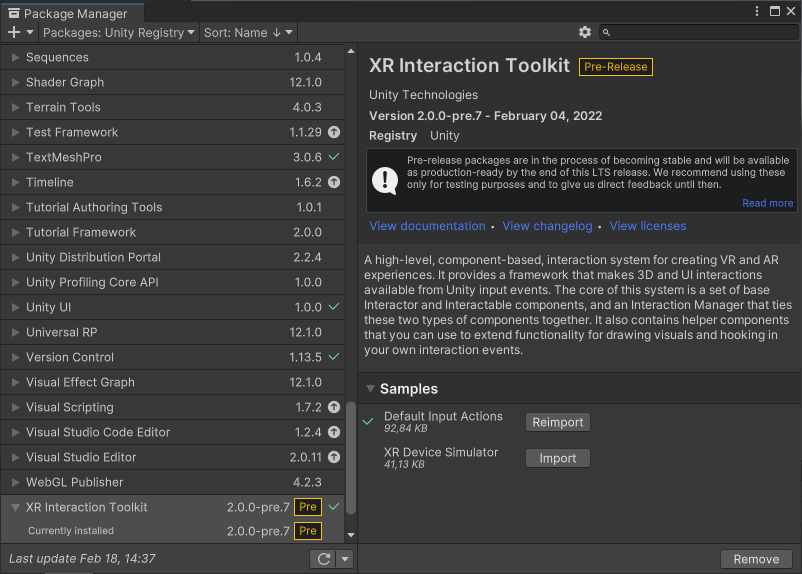 Package Manager
Packages: Unity Registry Sort: Name ↓
Sequences 1.0.4
Shader Graph 12.1.0
Terrain Tools 4.0.3
Test Framework 1.1.29
TextMeshPro 3.0.6
Timeline 1.6.2
Tutorial Authoring Tools 1.0.1
Tutorial Framework 2.0.0
Unity Distribution Portal 2.2.4
Unity Profiling Core API 1.0.0
Unity UI 1.0.0
Universal RP 12.1.0
Version Control 1.13.5
Visual Effect Graph 12.1.0
Visual Scripting 1.7.2
Visual Studio Code Editor 1.2.4
Visual Studio Editor 2.0.11
WebGL Publisher 4.2.3
XR Interaction Toolkit 2.0.0-pre.7 Pre
Currently installed 2.0.0-pre.7 Pre
Last update Feb 18, 14:37
XR Interaction Toolkit Pre-Release
Unity Technologies
Version 2.0.0-pre.7 - February 04, 2022
Registry Unity
Pre-release packages are in the process of becoming stable and will be available
as production-ready by the end of this LTS release. We recommend using these
only for testing purposes and to give us direct feedback until then.
Read more
View documentation • View changelog • View licenses
A high-level, component-based, interaction system for creating VR and AR
experiences. It provides a framework that makes 3D and UI interactions
available from Unity input events. The core of this system is a set of base
Interactor and Interactable components, and an Interaction Manager that ties
these two types of components together. It also contains helper components
that you can use to extend functionality for drawing visuals and hooking in
your own interaction events.
Samples
Default Input Actions
92,84 KB
Reimport
XR Device Simulator
41,13 KB
Import
Remove